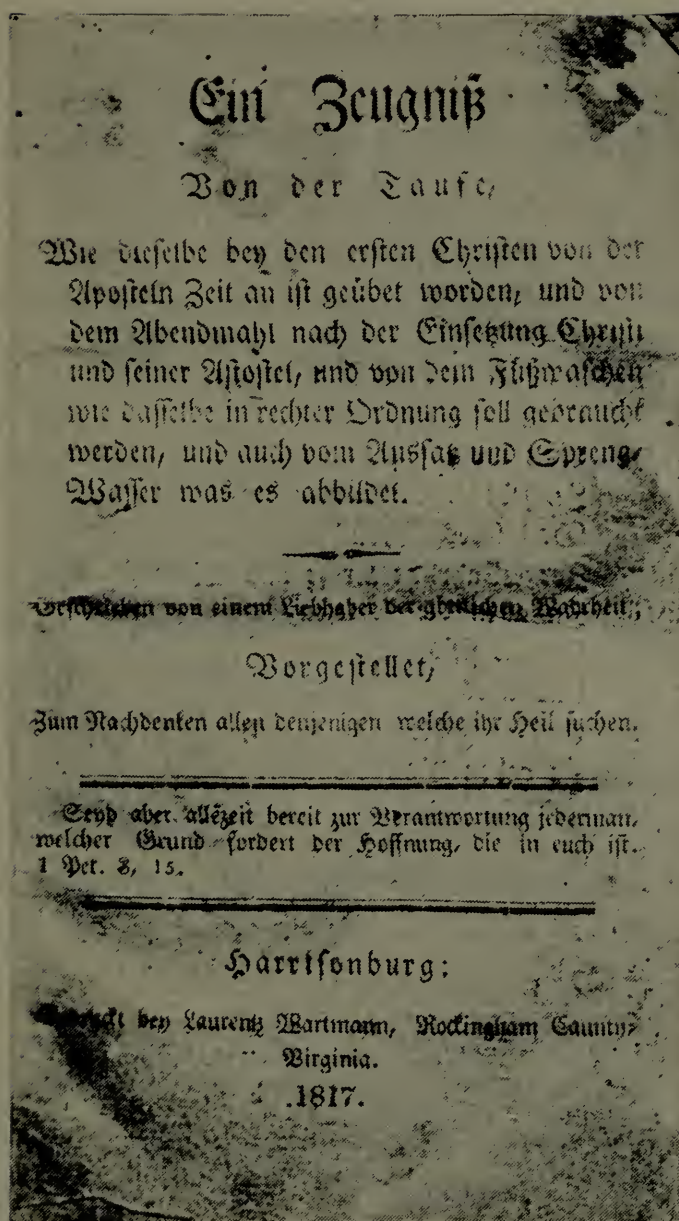 Ein Zeugniß
Von der Taufe,
Wie dieselbe bey den ersten Christen von der
Aposteln Zeit an ist geübet worden, und von
dem Abendmahl nach der Einsetzung Christi
und seiner Apostel, und von dem Fußwaschen
wie dasselbe in rechter Ordnung soll gebraucht
werden, und auch vom Aussatz und Spreng-
Wasser was es abbildet.
Beschrieben von einem Liebhaber der göttlichen Wahrheit,
Vorgestellet,
Zum Nachdenken allen denjenigen welche ihr Heil suchen.
Seyd aber allezeit bereit zur Verantwortung jederman,
welcher Grund fordert der Hoffnung, die in euch ist.
1 Pet. 3, 15.
Harrisonburg:
Gedruckt bey Laurentz Wartmann, Rockingham Caunty,
Virginia.
1817.